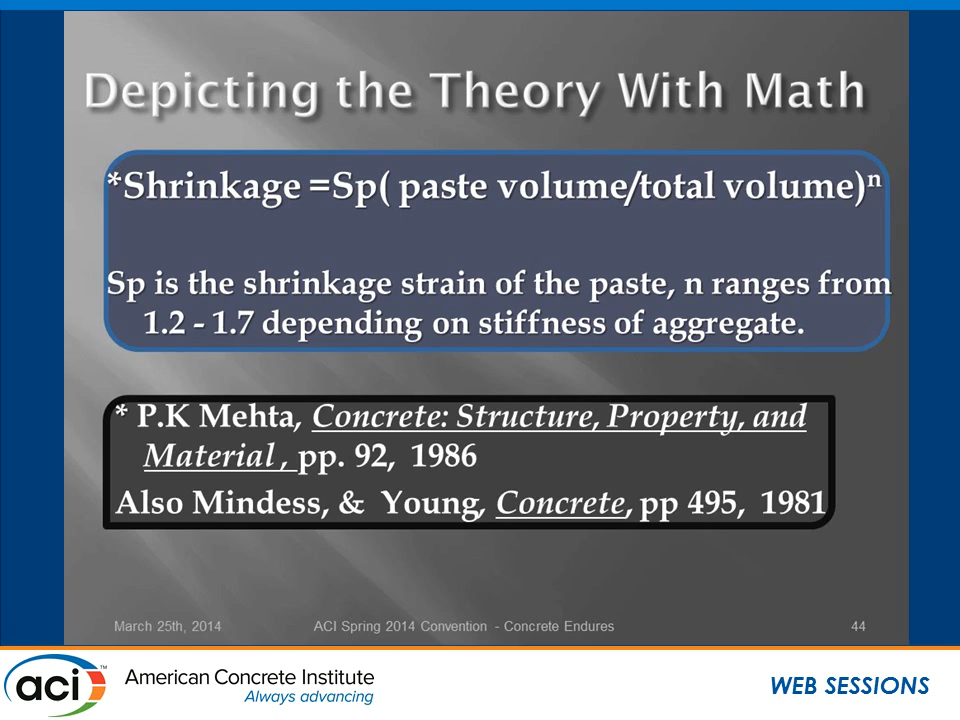 Depicting the Theory With Math
*Shrinkage =Sp( paste volume/total volume)ⁿ
Sp is the shrinkage strain of the paste, n ranges from
1.2 - 1.7 depending on stiffness of aggregate.
* P.K Mehta, Concrete: Structure, Property, and
Material , pp. 92, 1986
Also Mindess, & Young, Concrete, pp 495, 1981
March 25th, 2014 ACI Spring 2014 Convention - Concrete Endures 44
aci™ American Concrete Institute
Always advancing
WEB SESSIONS